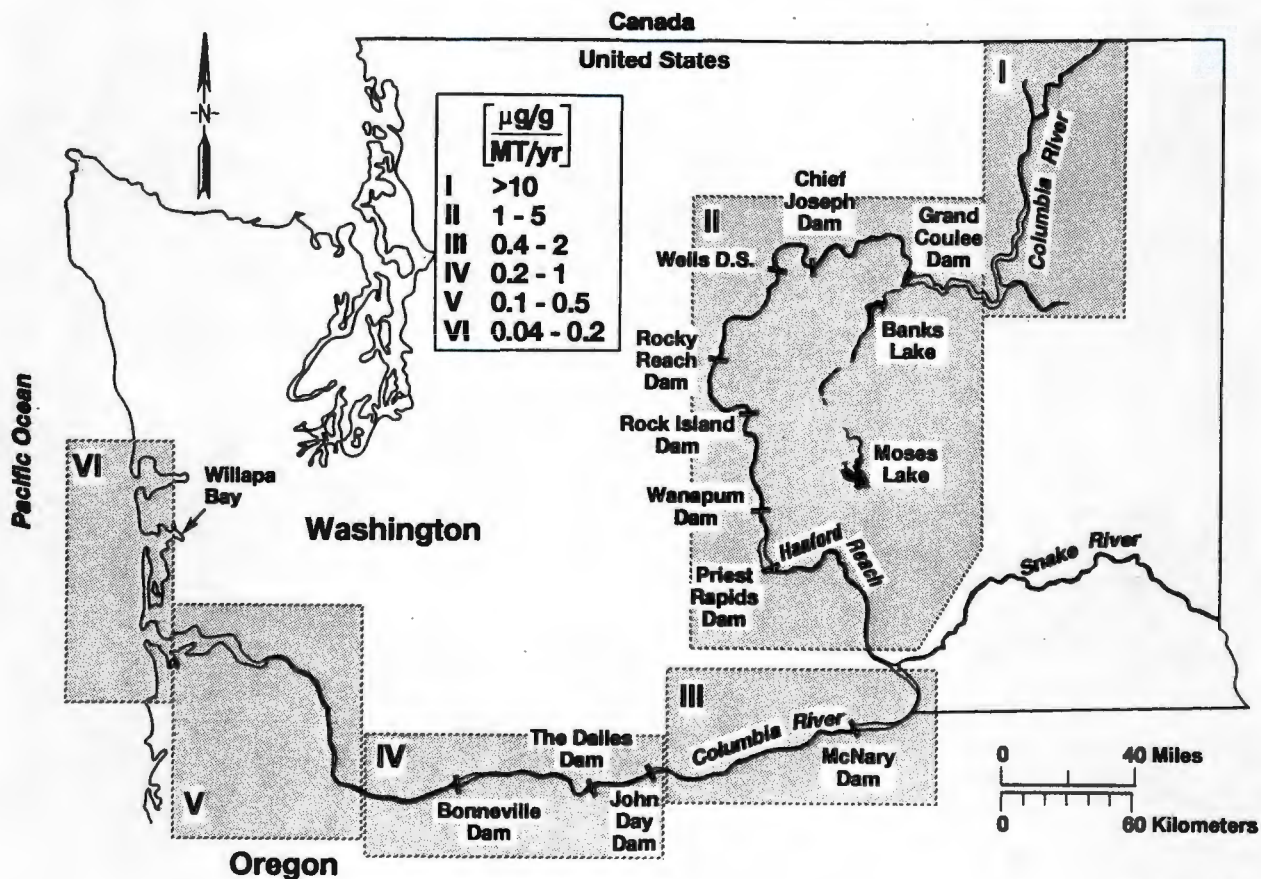 Canada
United States
N
[μg/g]
[MT/yr]
I >10
II 1 - 5
III 0.4 - 2
IV 0.2 - 1
V 0.1 - 0.5
VI 0.04 - 0.2
I
Columbia River
II
Chief
Joseph
Dam
Grand
Coulee
Dam
Wells D.S.
Banks
Lake
Rocky
Reach
Dam
Rock Island
Dam
Moses
Lake
Wanapum
Dam
Hanford Reach
Priest
Rapids
Dam
Snake River
Pacific Ocean
VI
Willapa
Bay
Washington
III
Columbia River
McNary
Dam
IV
The Dalles
Dam
John
Day
Dam
Bonneville
Dam
V
Oregon
0 40 Miles
0 60 Kilometers